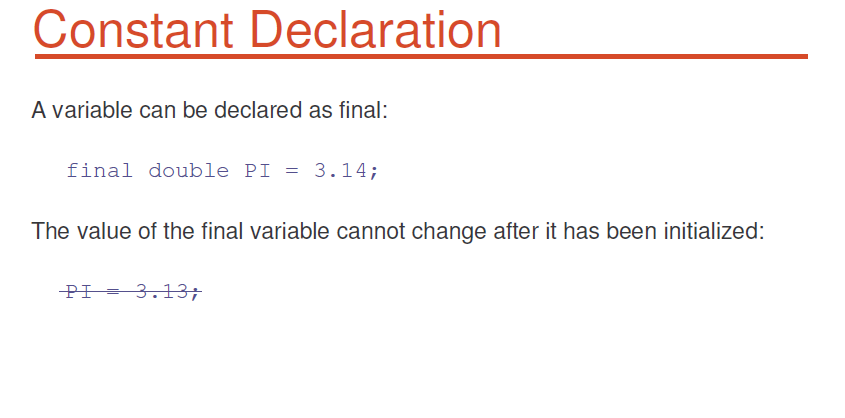 Constant Declaration
A variable can be declared as final:
final double PI = 3.14;
The value of the final variable cannot change after it has been initialized:
PI = 3.13;